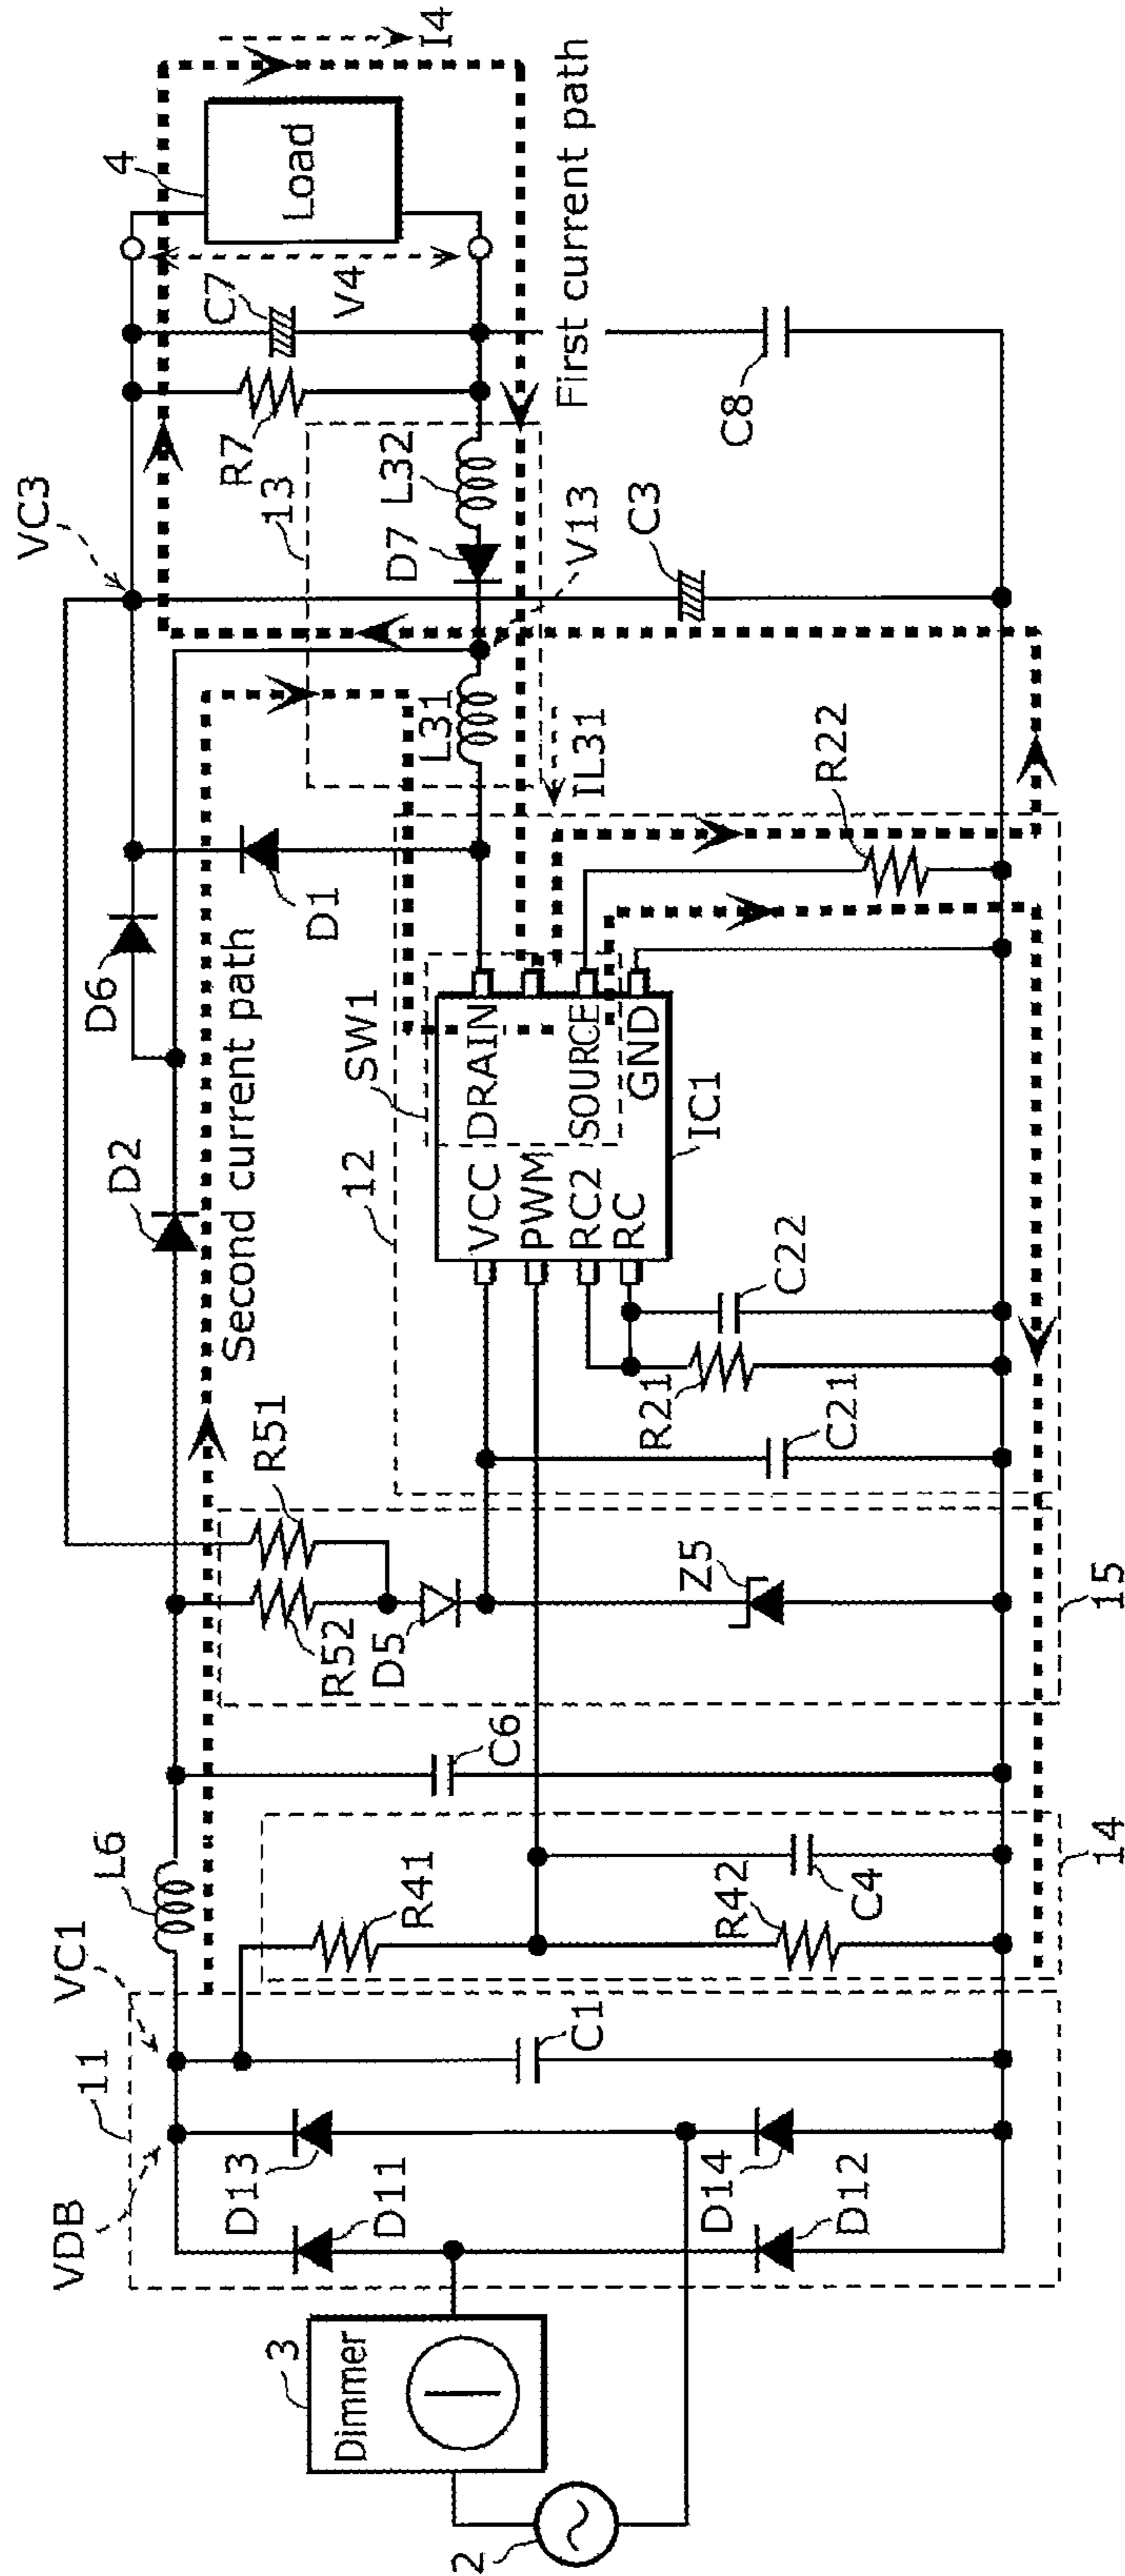 VC3
VC1
VDB
11
L6
R51
R52
D5
D2
D6
D1
Second current path
SW1
12
13
R7
C7
4
Load
V4
I4
First current path
L31
L32
D7
V13
IL31
3
Dimmer
2
D13
D11
D14
D12
C1
R41
R42
C4
14
C6
Z5
15
C21
R21
C22
VCC
PWM
RC2
RC
DRAIN
SOURCE
GND
IC1
R22
C3
C8